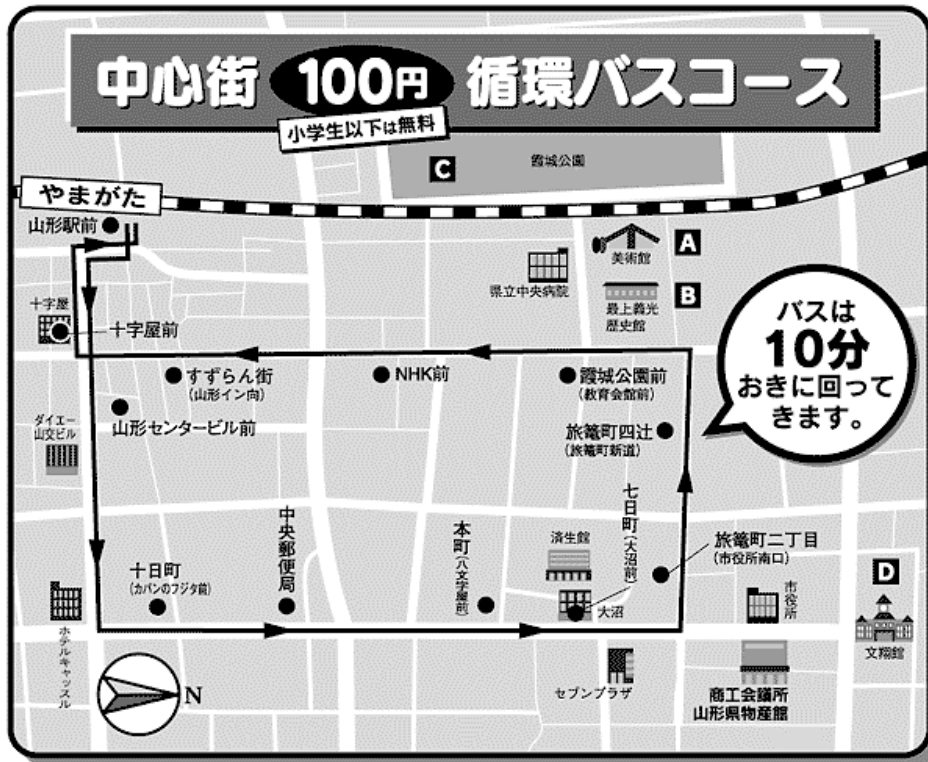 中心街 100円 循環バスコース
小学生以下は無料
C
霞城公園
やまがた
山形駅前
美術館
A
県立中央病院
最上義光
歴史館
B
十字屋
十字屋前
バスは
10分
おきに回って
きます。
すずらん街
(山形イン向)
NHK前
霞城公園前
(教育会館前)
山形センタービル前
旅篭町四辻
(旅篭町新道)
ダイエー
山交ビル
七日町(大沼前)
旅篭町二丁目
(市役所南口)
中央郵便局
本町(八文字屋前)
済生館
十日町
(カバンのフジタ前)
大沼
市役所
D
文翔館
ホテルキャッスル
N
セブンプラザ
商工会議所
山形県物産館